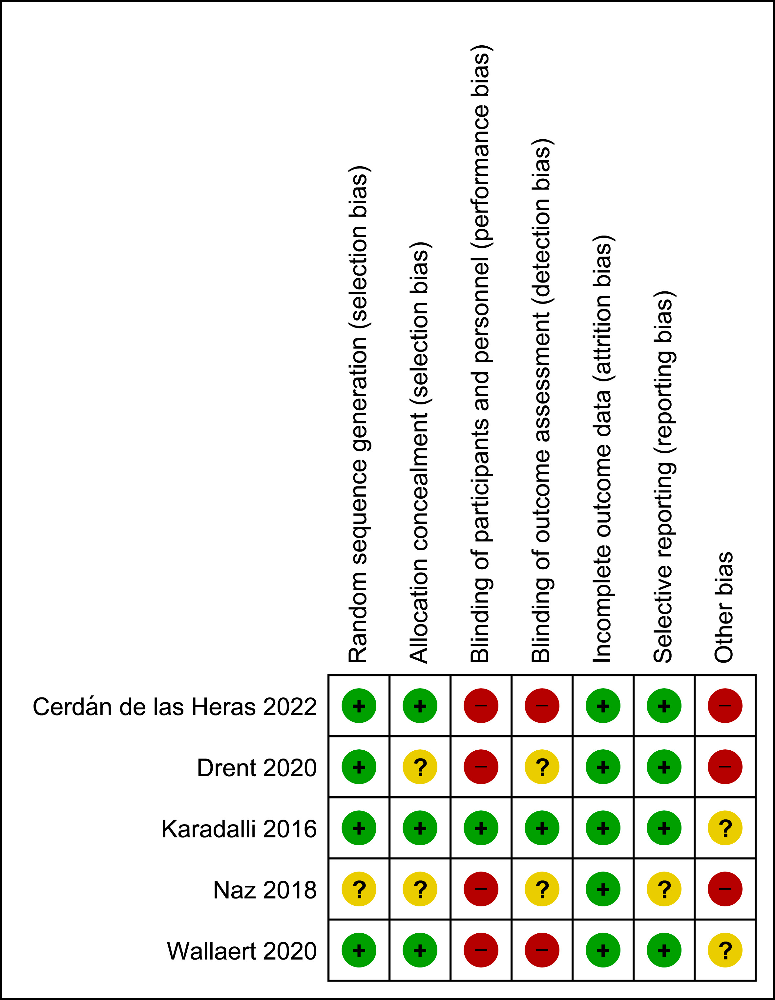 Random sequence generation (selection bias)
Allocation concealment (selection bias)
Blinding of participants and personnel (performance bias)
Blinding of outcome assessment (detection bias)
Incomplete outcome data (attrition bias)
Selective reporting (reporting bias)
Other bias
Cerdán de las Heras 2022 + + – – + + –
Drent 2020 + ? – ? + + –
Karadalli 2016 + + + + + + ?
Naz 2018 ? ? – ? + ? –
Wallaert 2020 + + – – + + ?